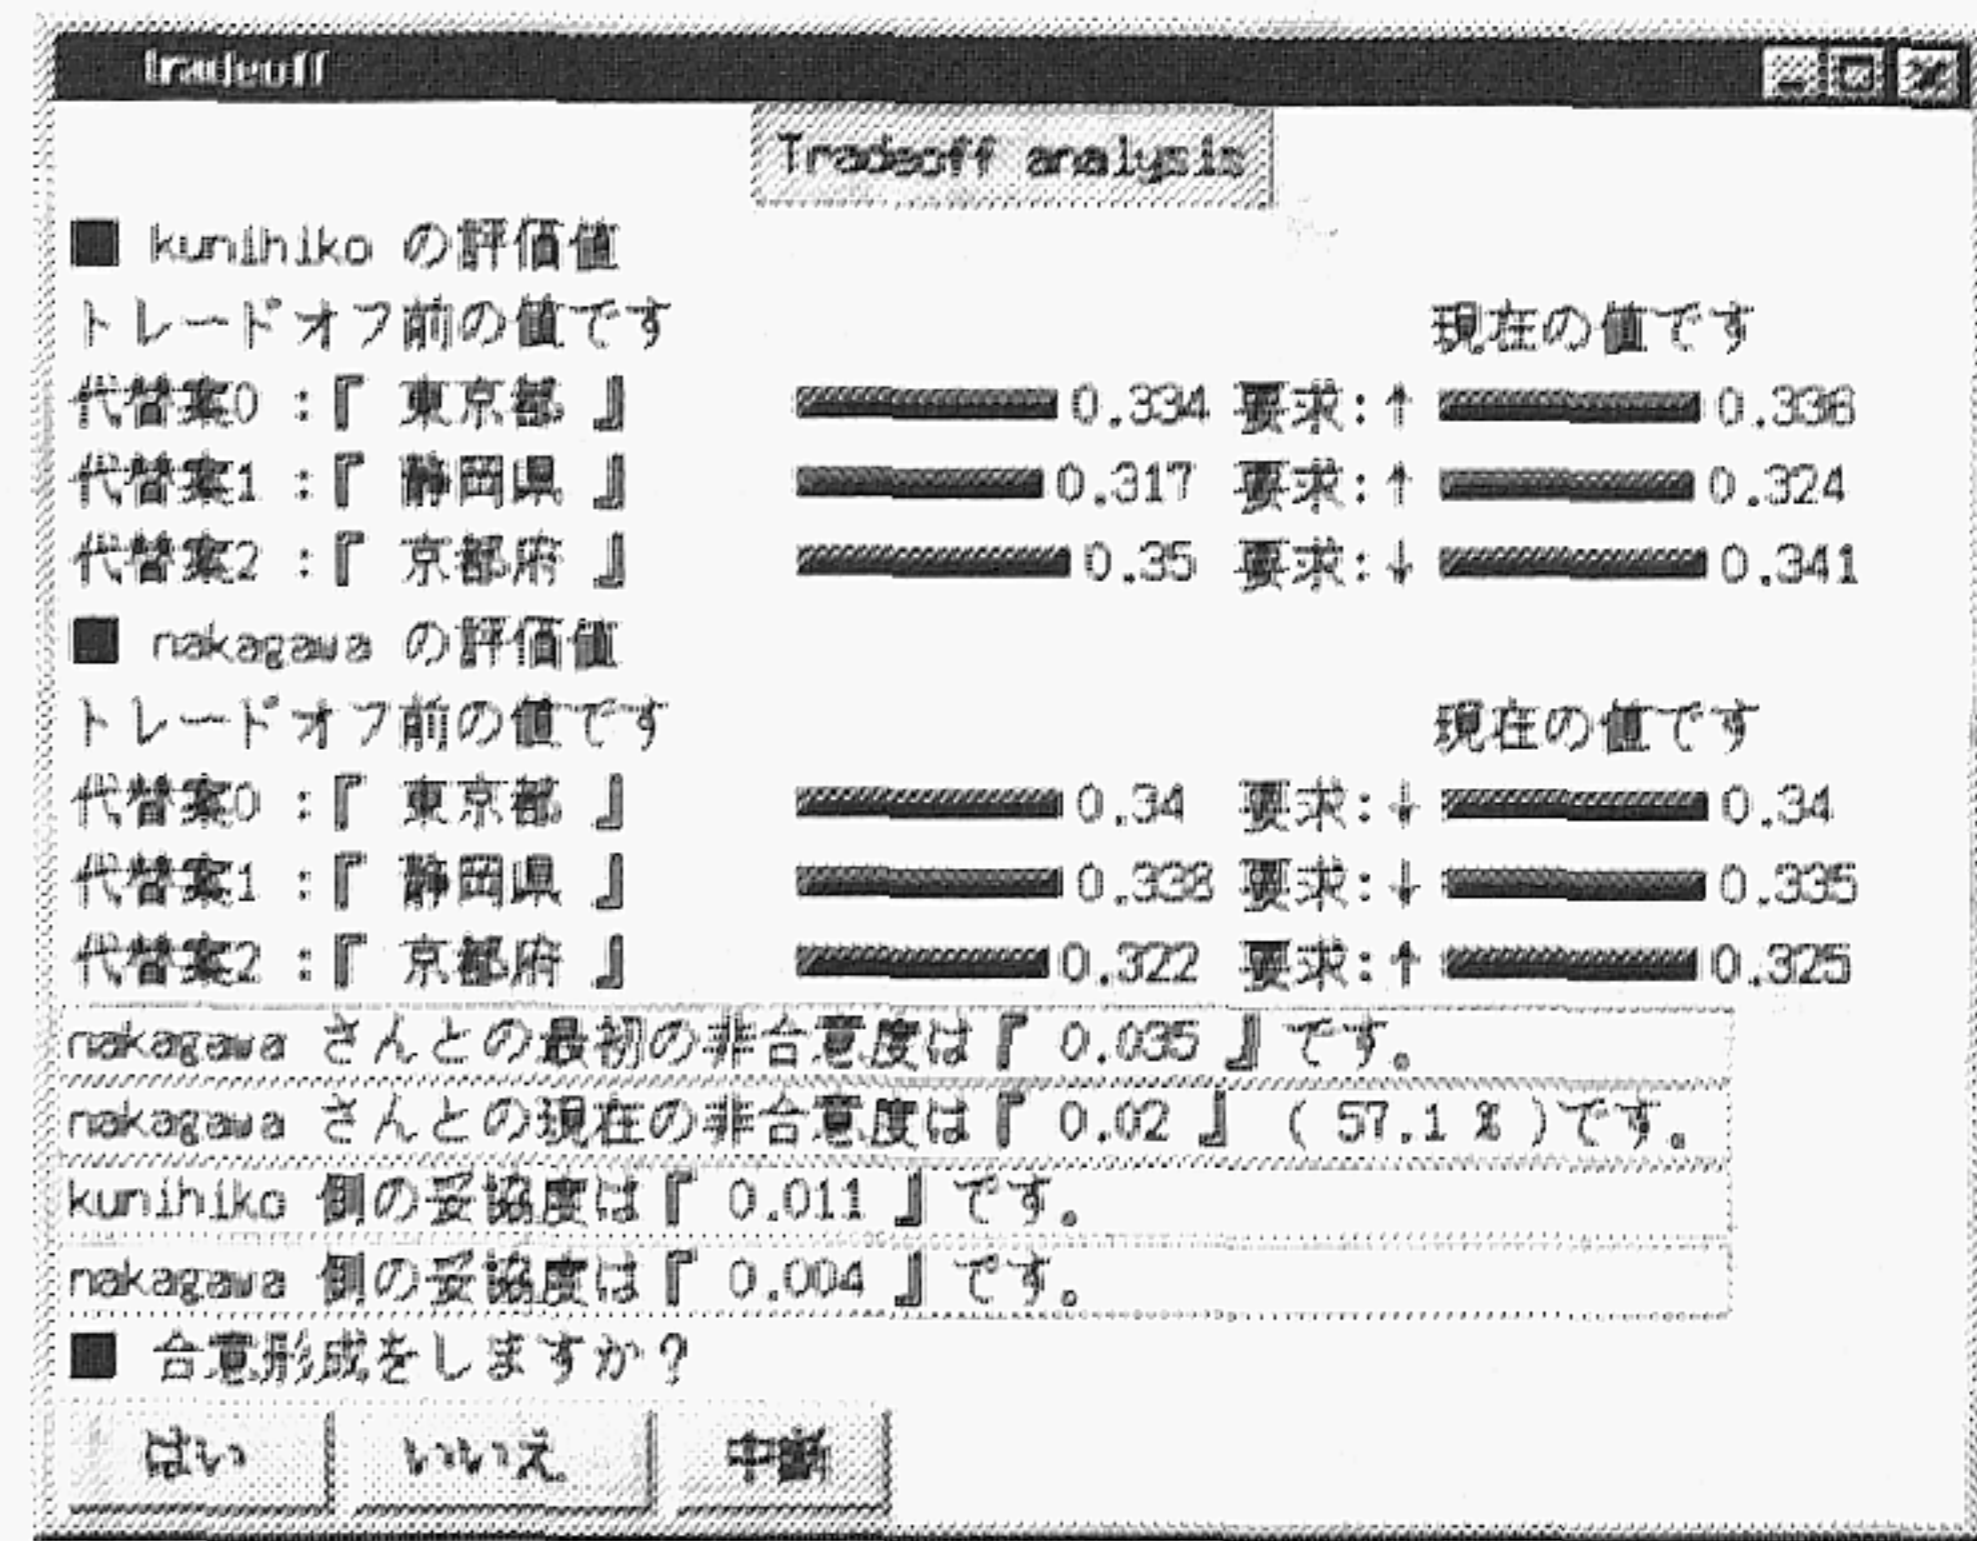 tradeoff
Tradeoff analysis
■ kunihiko の評価値
トレードオフ前の値です 現在の値です
代替案0 :『 東京都 』 0.334 要求:↑ 0.336
代替案1 :『 静岡県 』 0.317 要求:↑ 0.324
代替案2 :『 京都府 』 0.35 要求:↓ 0.341
■ nakagawa の評価値
トレードオフ前の値です 現在の値です
代替案0 :『 東京都 』 0.34 要求:↓ 0.34
代替案1 :『 静岡県 』 0.338 要求:↓ 0.335
代替案2 :『 京都府 』 0.322 要求:↑ 0.325
nakagawa さんとの最初の非合意度は『 0.035 』です。
nakagawa さんとの現在の非合意度は『 0.02 』 ( 57.1 % )です。
kunihiko 側の妥協度は『 0.011 』です。
nakagawa 側の妥協度は『 0.004 』です。
■ 合意形成をしますか?
はい いいえ 中断